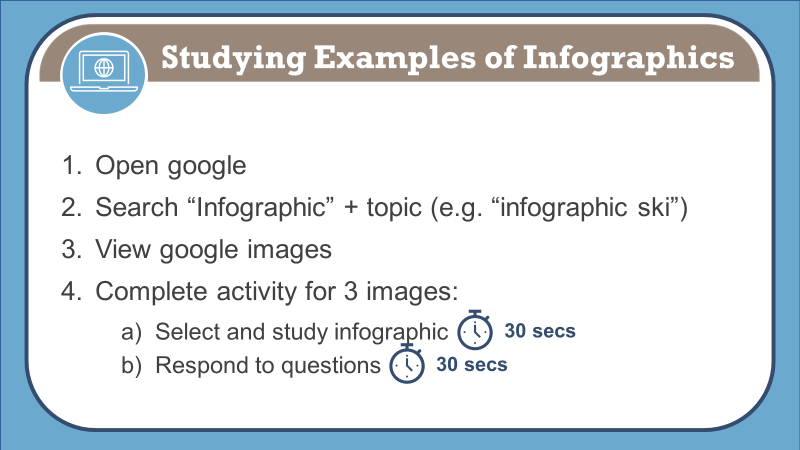 Studying Examples of Infographics
1. Open google
2. Search “Infographic” + topic (e.g. “infographic ski”)
3. View google images
4. Complete activity for 3 images:
a) Select and study infographic 30 secs
b) Respond to questions 30 secs